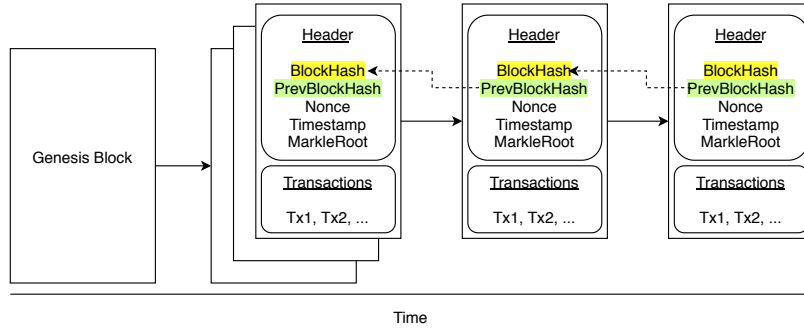 Genesis Block
Header
BlockHash
PrevBlockHash
Nonce
Timestamp
MarkleRoot
Transactions
Tx1, Tx2, ...
Header
BlockHash
PrevBlockHash
Nonce
Timestamp
MarkleRoot
Transactions
Tx1, Tx2, ...
Header
BlockHash
PrevBlockHash
Nonce
Timestamp
MarkleRoot
Transactions
Tx1, Tx2, ...
Time